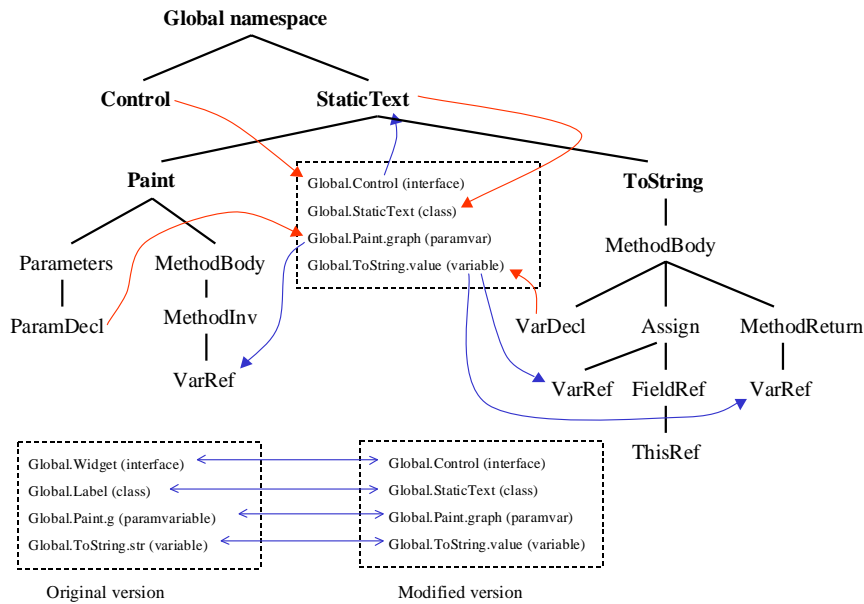 Global namespace
Control
StaticText
Paint
Global.Control (interface)
Global.StaticText (class)
Global.Paint.graph (paramvar)
Global.ToString.value (variable)
ToString
Parameters
MethodBody
MethodBody
ParamDecl
MethodInv
VarDecl
Assign
MethodReturn
VarRef
VarRef
FieldRef
VarRef
ThisRef
Global.Widget (interface)
Global.Label (class)
Global.Paint.g (paramvariable)
Global.ToString.str (variable)
Global.Control (interface)
Global.StaticText (class)
Global.Paint.graph (paramvar)
Global.ToString.value (variable)
Original version
Modified version